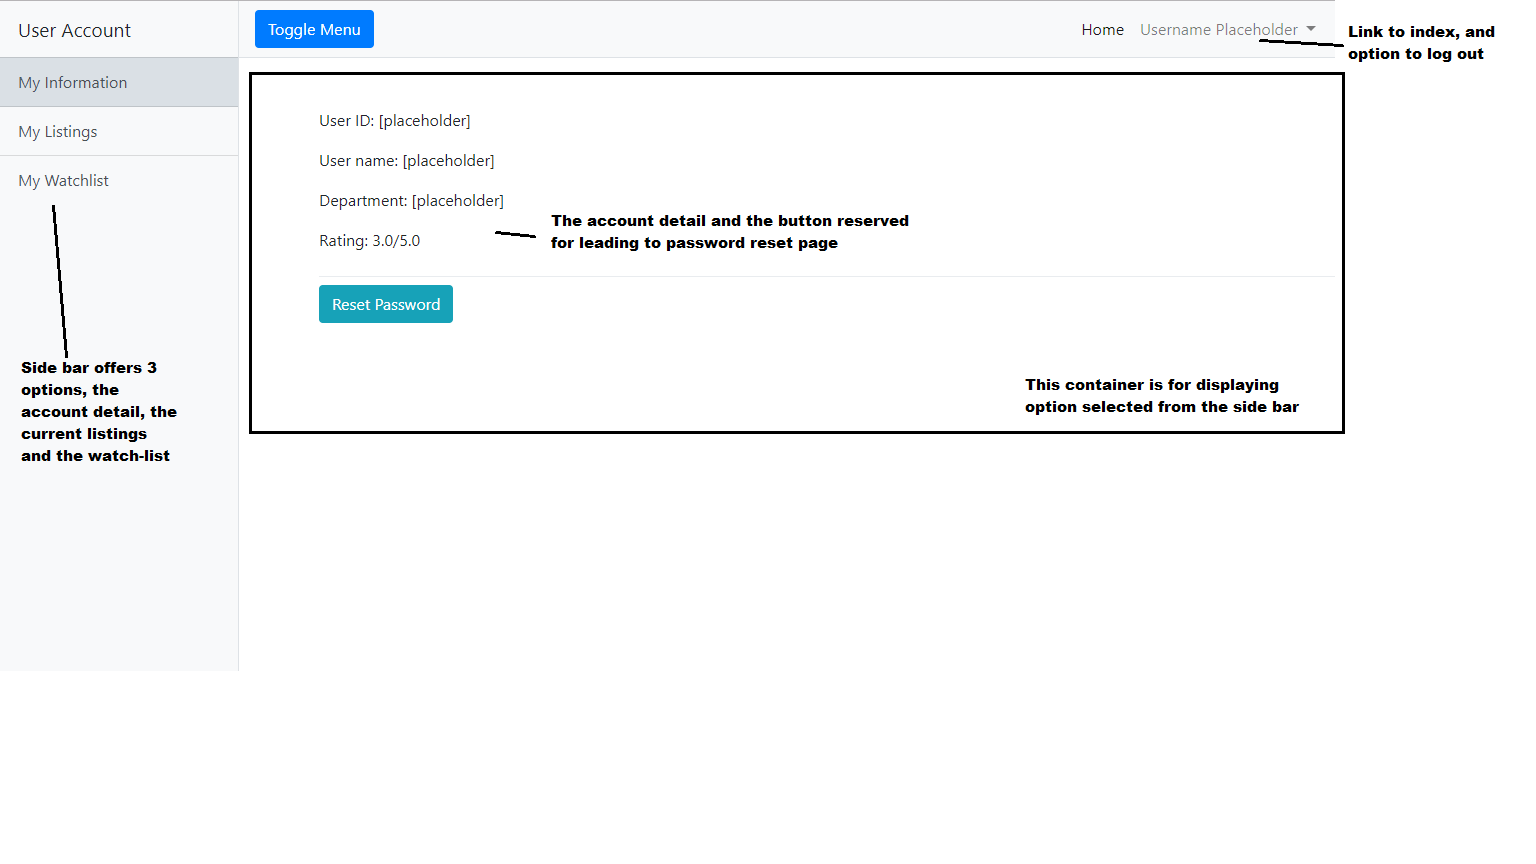 User Account
Toggle Menu
Home
Username Placeholder
Link to index, and
option to log out
My Information
My Listings
My Watchlist
User ID: [placeholder]
User name: [placeholder]
Department: [placeholder]
Rating: 3.0/5.0
The account detail and the button reserved
for leading to password reset page
Reset Password
Side bar offers 3
options, the
account detail, the
current listings
and the watch-list
This container is for displaying
option selected from the side bar